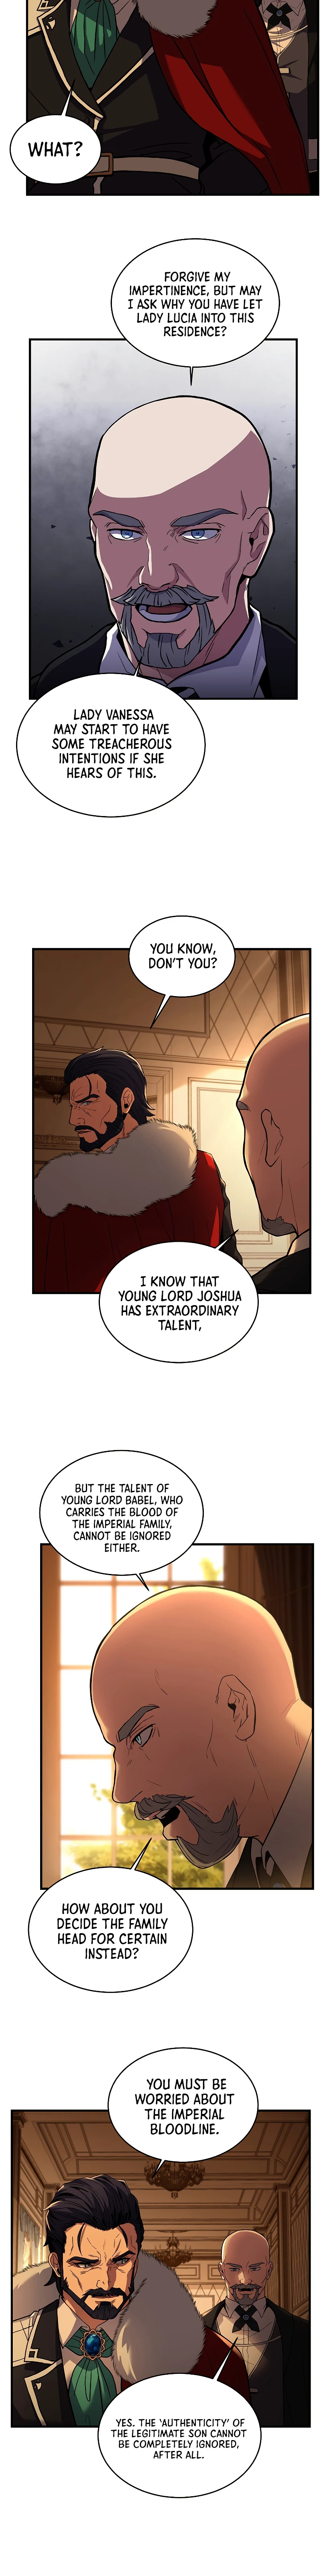 WHAT?
FORGIVE MY
IMPERTINENCE, BUT MAY
I ASK WHY YOU HAVE LET
LADY LUCIA INTO THIS
RESIDENCE?
LADY VANESSA
MAY START TO HAVE
SOME TREACHEROUS
INTENTIONS IF SHE
HEARS OF THIS.
YOU KNOW,
DON'T YOU?
I KNOW THAT
YOUNG LORD JOSHUA
HAS EXTRAORDINARY
TALENT,
BUT THE TALENT OF
YOUNG LORD BABEL, WHO
CARRIES THE BLOOD OF
THE IMPERIAL FAMILY,
CANNOT BE IGNORED
EITHER.
HOW ABOUT YOU
DECIDE THE FAMILY
HEAD FOR CERTAIN
INSTEAD?
YOU MUST BE
WORRIED ABOUT
THE IMPERIAL
BLOODLINE.
YES. THE 'AUTHENTICITY' OF
THE LEGITIMATE SON CANNOT
BE COMPLETELY IGNORED,
AFTER ALL.